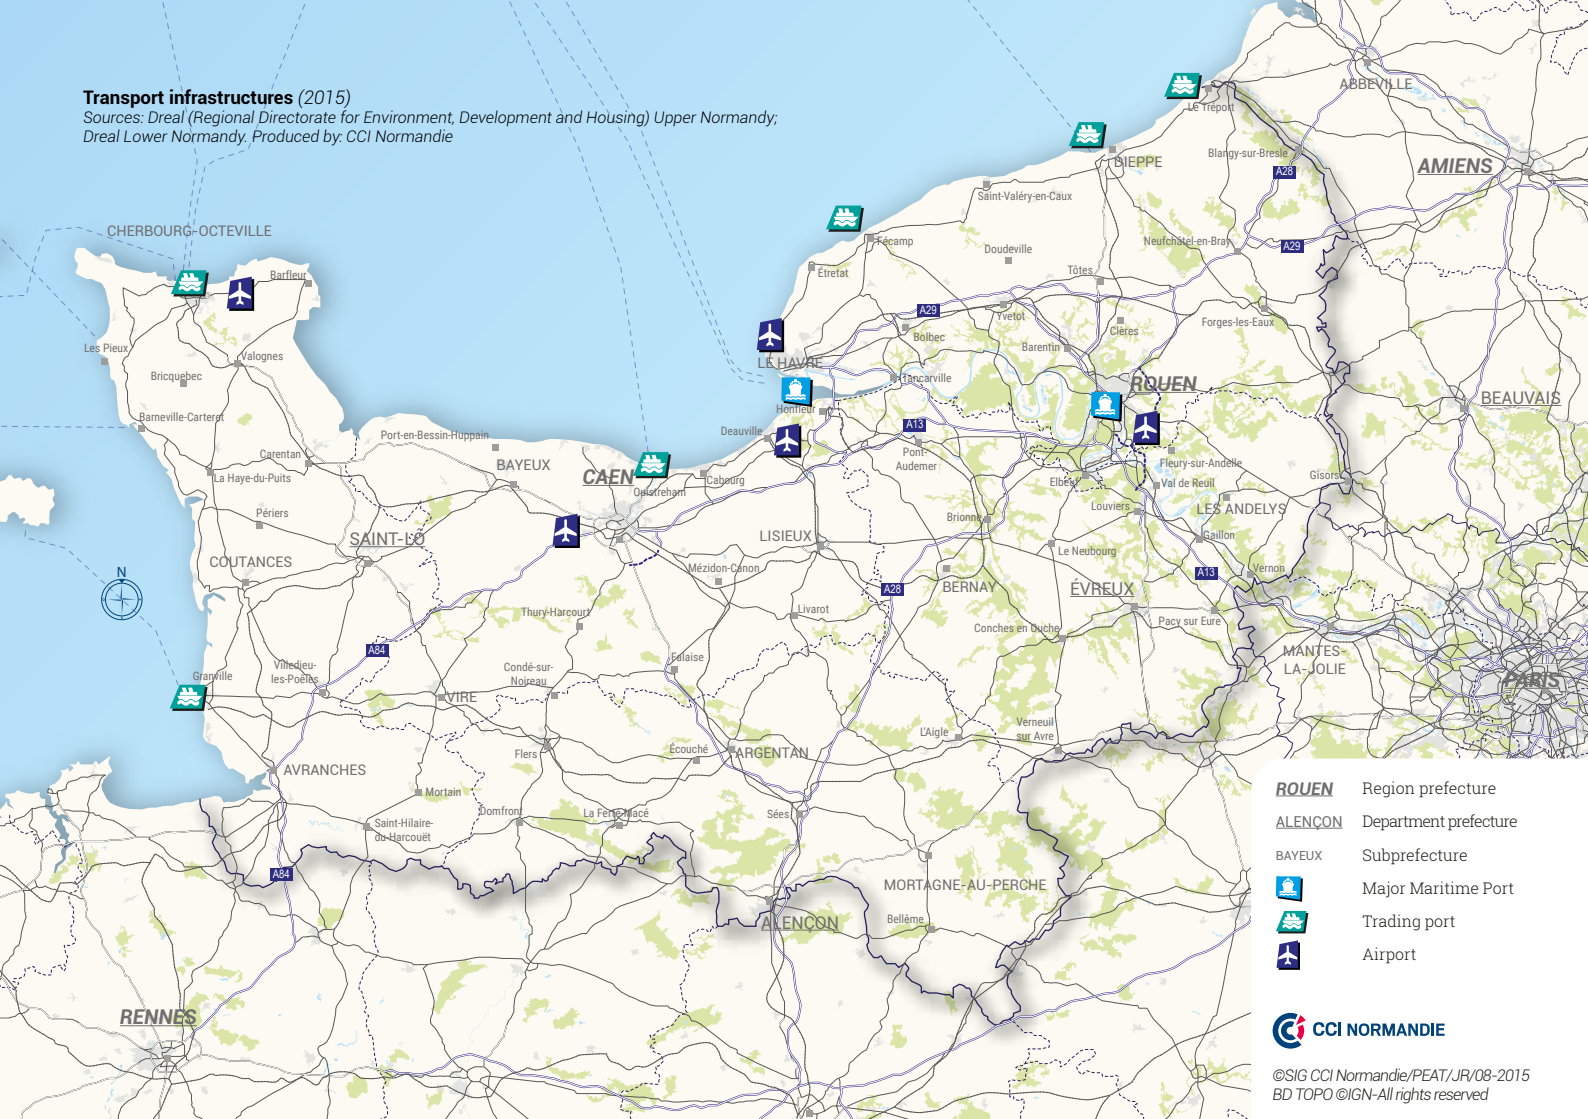 Transport infrastructures (2015)
Sources: Dreal (Regional Directorate for Environment, Development and Housing) Upper Normandy;
Dreal Lower Normandy. Produced by: CCI Normandie
ABBEVILLE
Le Tréport
DIEPPE
Blangy-sur-Bresle
AMIENS
A28
Saint-Valéry-en-Caux
CHERBOURG-OCTEVILLE
Fécamp
Doudeville
Neufchâtel-en-Bray
A29
Barfleur
Étretat
Tôtes
A29
Yvetot
Bolbec
Clères
Forges-les-Eaux
Les Pieux
Valognes
Barentin
LE HAVRE
Bricquebec
Tancarville
ROUEN
BEAUVAIS
Barneville-Carteret
Honfleur
A13
Port-en-Bessin-Huppain
Deauville
Carentan
BAYEUX
Pont-
Audemer
Fleury-sur-Andelle
La Haye-du-Puits
CAEN
Cabourg
Elbeuf
Val de Reuil
Gisors
Ouistreham
Louviers
LES ANDELYS
Périers
Brionne
SAINT-LÔ
LISIEUX
Gaillon
Le Neubourg
COUTANCES
Mézidon-Canon
Vernon
N
A13
BERNAY
ÉVREUX
A28
Thury-Harcourt
Livarot
Pacy sur Eure
Conches en Ouche
A84
MANTES-
LA-JOLIE
Falaise
Villedieu-
les-Poêles
Condé-sur-
Noireau
Granville
PARIS
VIRE
Verneuil
sur Avre
L'Aigle
Flers
Écouché
ARGENTAN
AVRANCHES
Mortain
Domfront
La Ferté-Macé
Sées
Saint-Hilaire-
du-Harcouët
A84
MORTAGNE-AU-PERCHE
ALENÇON
Bellême
RENNES
ROUEN Region prefecture
ALENÇON Department prefecture
BAYEUX Subprefecture
Major Maritime Port
Trading port
Airport
CCI NORMANDIE
©SIG CCI Normandie/PEAT/JR/08-2015
BD TOPO ©IGN-All rights reserved